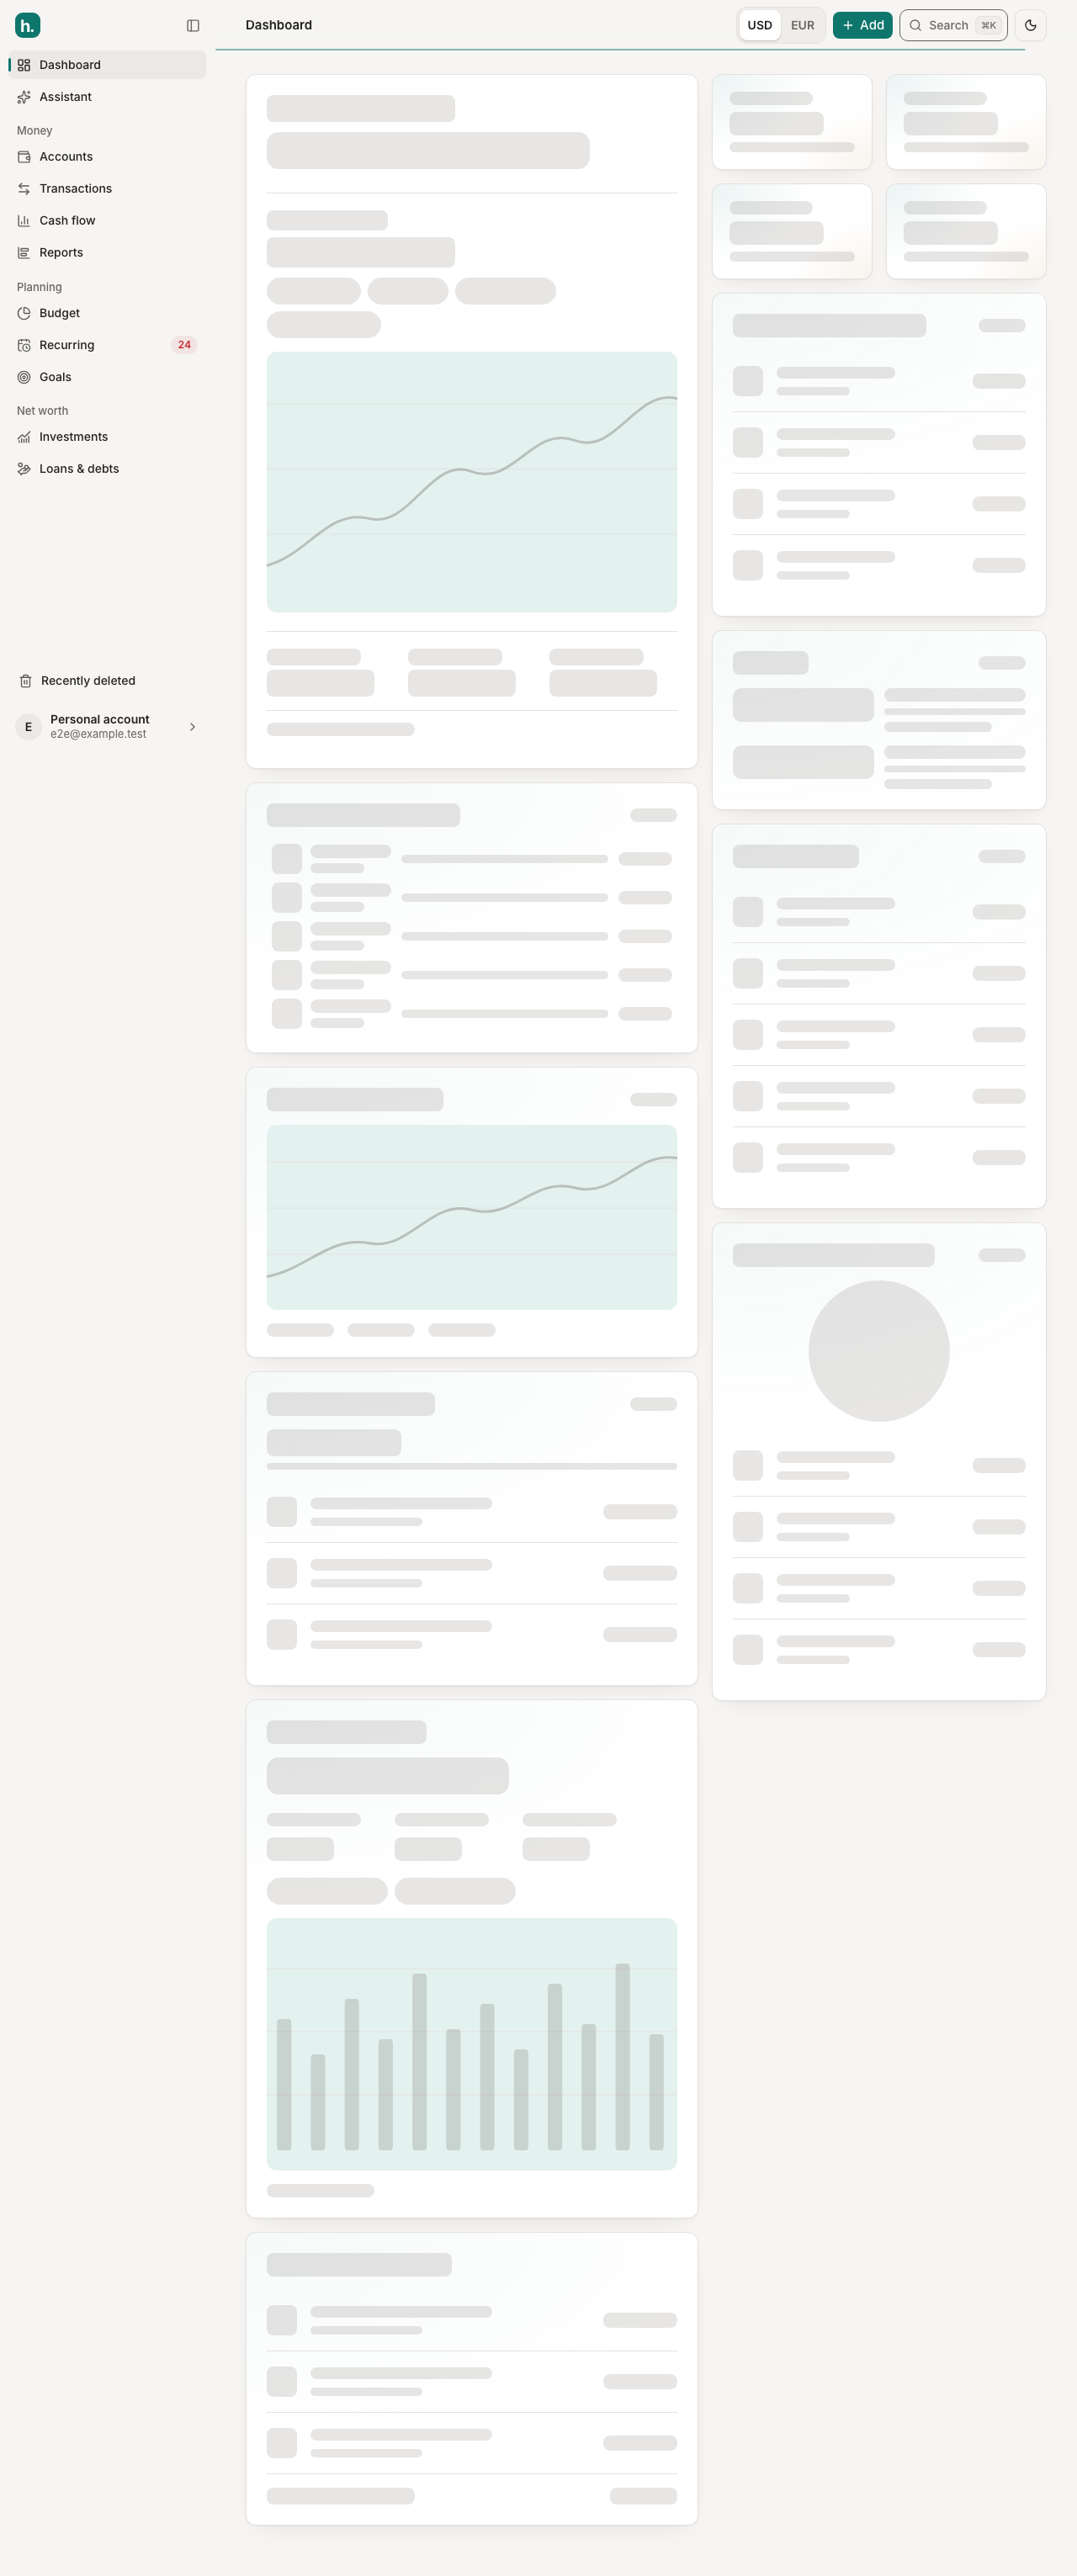 h.
Dashboard
Assistant
Money
Accounts
Transactions
Cash flow
Reports
Planning
Budget
Recurring 24
Goals
Net worth
Investments
Loans & debts
Recently deleted
E
Personal account
e2e@example.test
Dashboard
USD EUR
Add
Search ⌘K